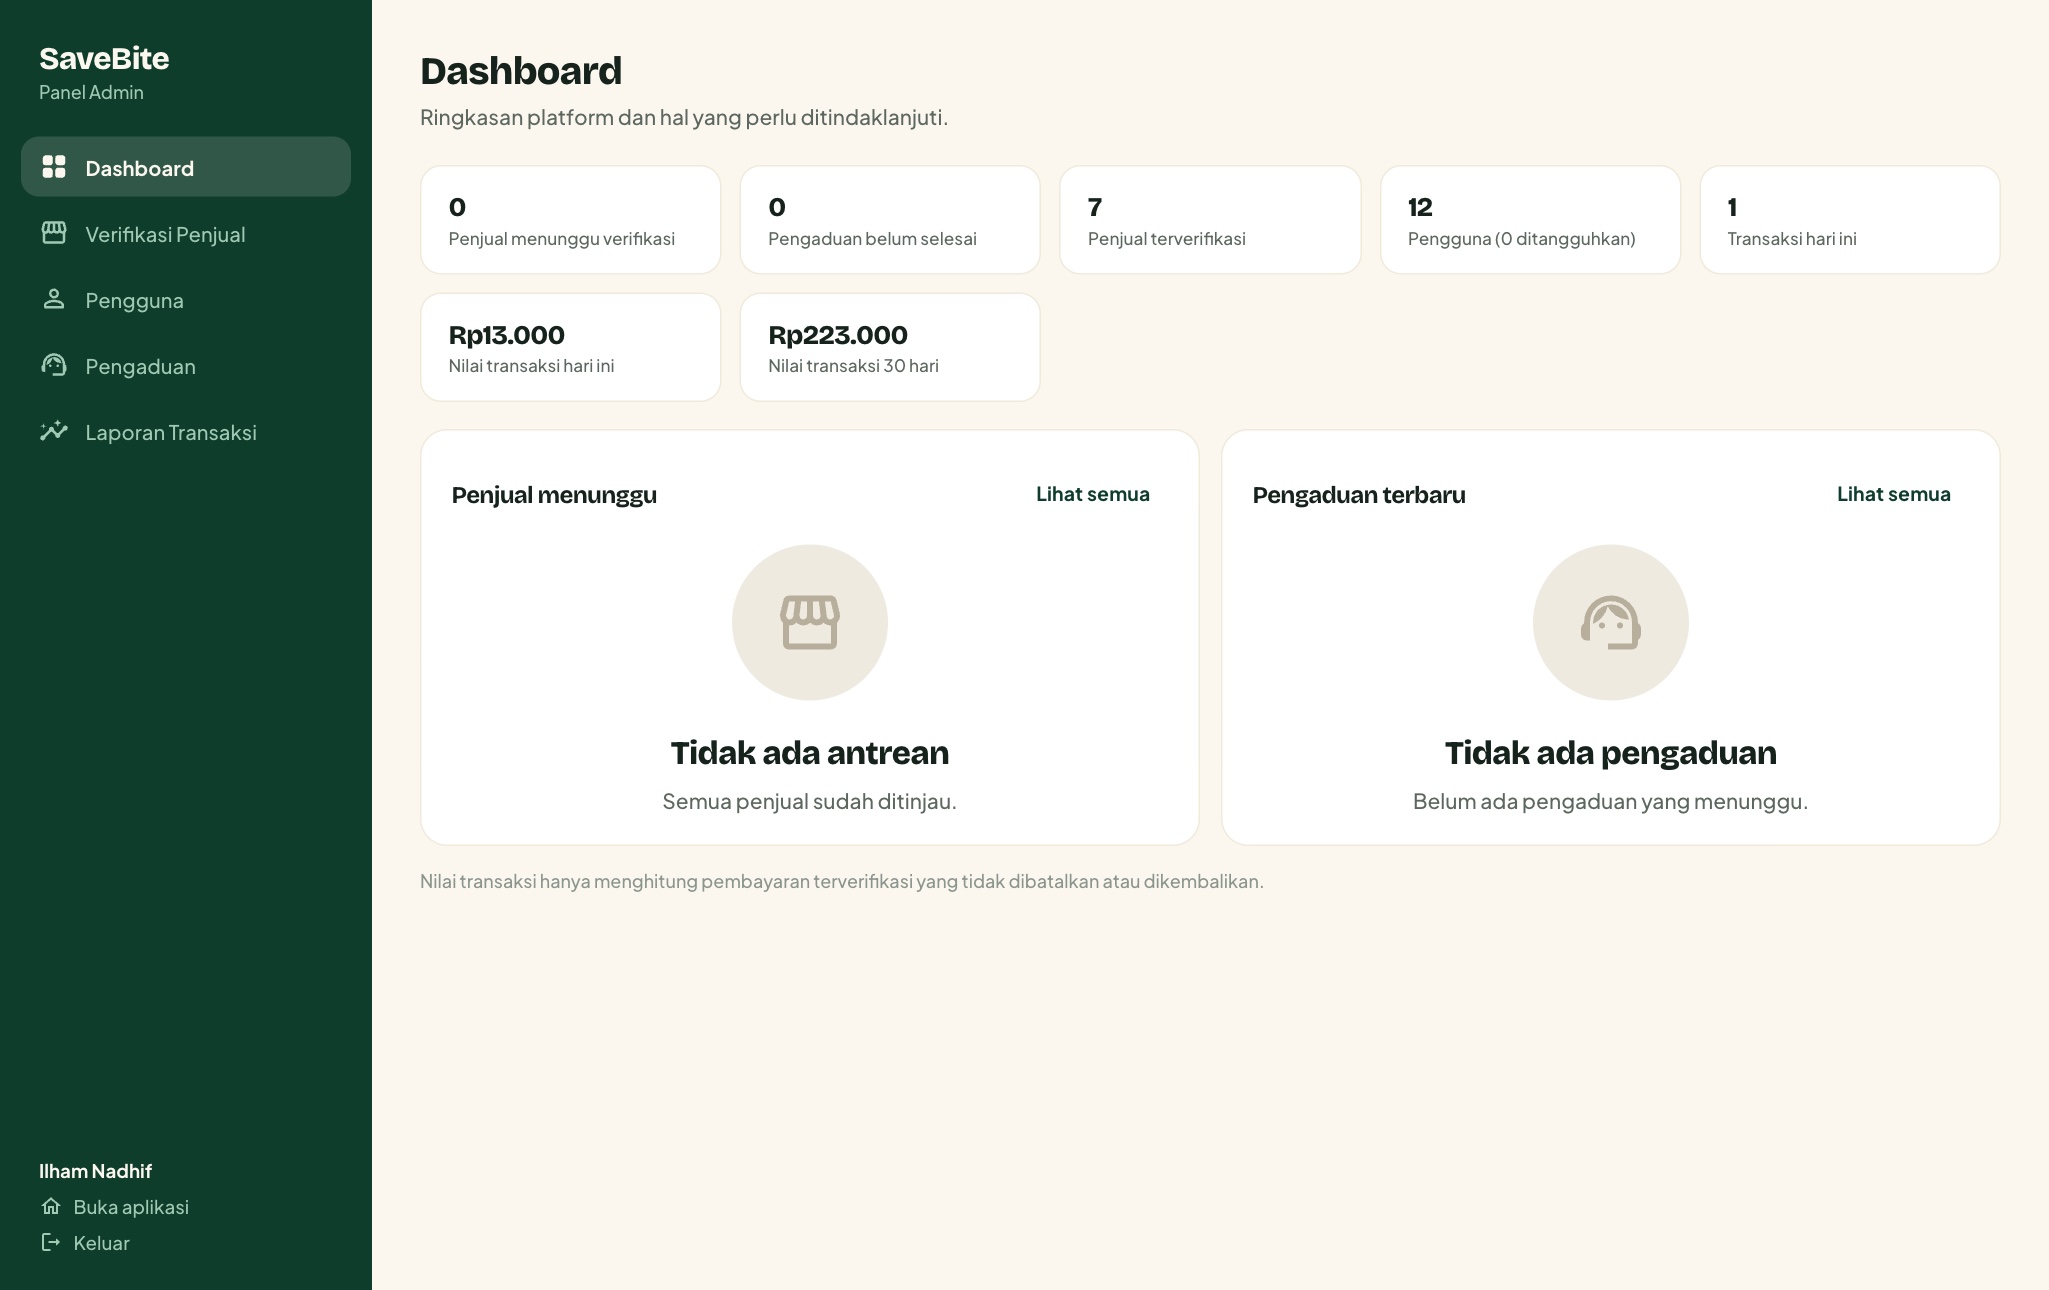 SaveBite
Panel Admin
Dashboard
Verifikasi Penjual
Pengguna
Pengaduan
Laporan Transaksi
Ilham Nadhif
Buka aplikasi
Keluar
Dashboard
Ringkasan platform dan hal yang perlu ditindaklanjuti.
0
Penjual menunggu verifikasi
0
Pengaduan belum selesai
7
Penjual terverifikasi
12
Pengguna (0 ditangguhkan)
1
Transaksi hari ini
Rp13.000
Nilai transaksi hari ini
Rp223.000
Nilai transaksi 30 hari
Penjual menunggu
Lihat semua
Tidak ada antrean
Semua penjual sudah ditinjau.
Pengaduan terbaru
Lihat semua
Tidak ada pengaduan
Belum ada pengaduan yang menunggu.
Nilai transaksi hanya menghitung pembayaran terverifikasi yang tidak dibatalkan atau dikembalikan.